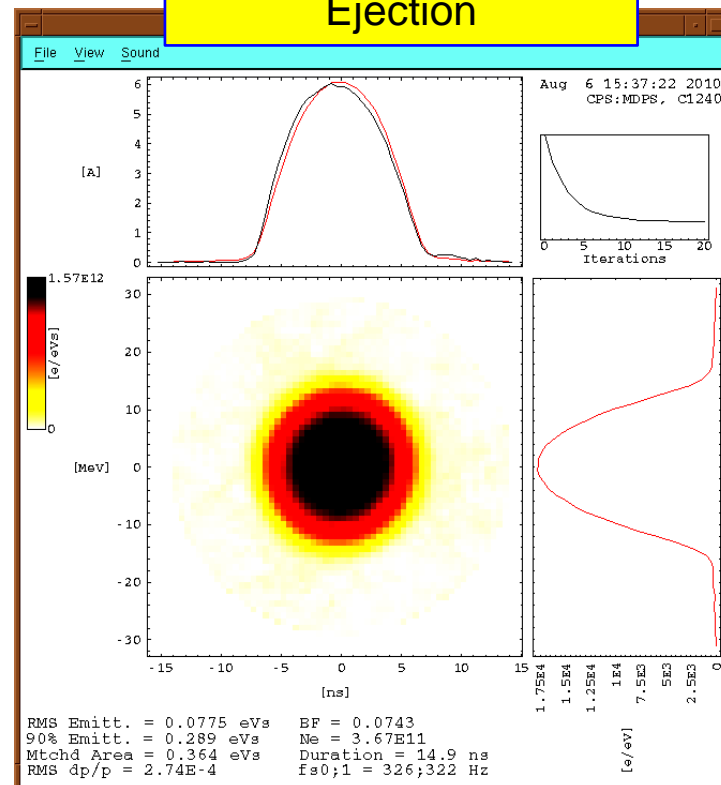 Ejection
File View Sound
Aug 6 15:37:22 2010
CPS:MDPS, C1240
6
5
4
3
2
1
0
[A]
0 5 10 15 20
Iterations
1.57E12
[e/eVs]
0
30
20
10
0
-10
-20
-30
[MeV]
-15 -10 -5 0 5 10 15
[ns]
1.75E4 1.5E4 1.25E4 1E4 7.5E3 5E3 2.5E3 0
[e/eV]
RMS Emitt. = 0.0775 eVs BF = 0.0743
90% Emitt. = 0.289 eVs Ne = 3.67E11
Mtchd Area = 0.364 eVs Duration = 14.9 ns
RMS dp/p = 2.74E-4 fs0;1 = 326;322 Hz